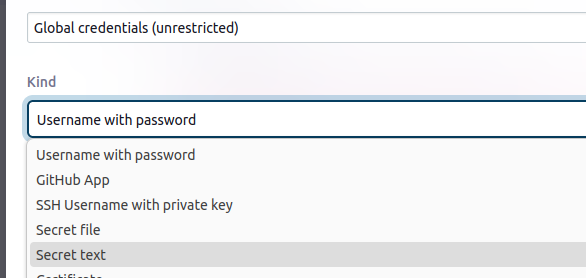 Global credentials (unrestricted)
Kind
Username with password
Username with password
GitHub App
SSH Username with private key
Secret file
Secret text
Certificate